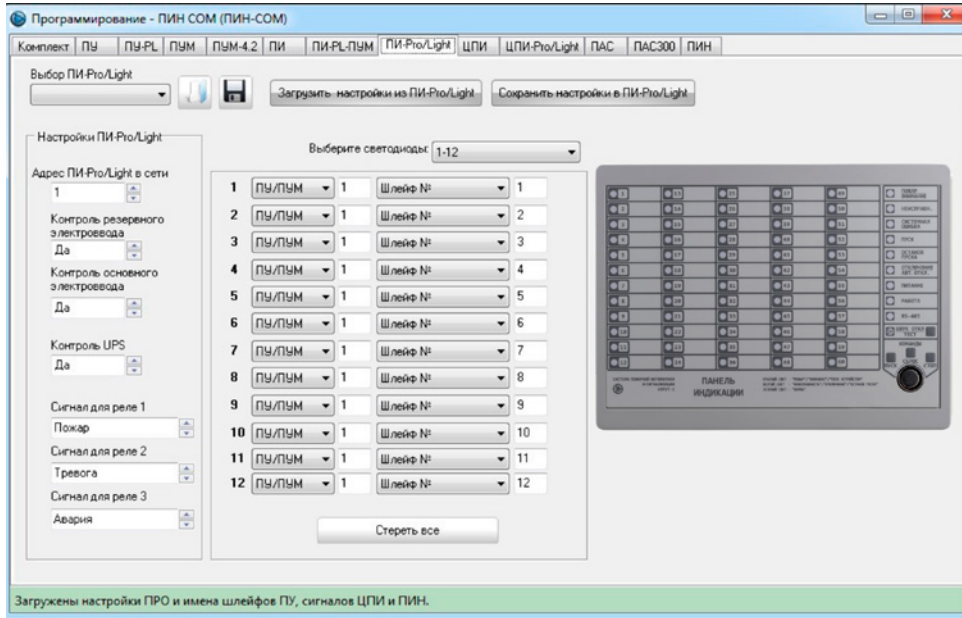 Программирование - ПИН COM (ПИН-COM)
Комплект ПУ ПУ-PL ПУМ ПУМ-4.2 ПИ ПИ-PL-ПУМ ПИ-Pro/Light ЦПИ ЦПИ-Pro/Light ПАС ПАС300 ПИН
Выбор ПИ-Pro/Light
Загрузить настройки из ПИ-Pro/Light Сохранить настройки в ПИ-Pro/Light
Настройки ПИ-Pro/Light
Выберите светодиоды: 1-12
Адрес ПИ-Pro/Light в сети
1
Контроль резервного
электроввода
Да
Контроль основного
электроввода
Да
Контроль UPS
Да
Сигнал для реле 1
Пожар
Сигнал для реле 2
Тревога
Сигнал для реле 3
Авария
1 ПУ/ПУМ 1 Шлейф № 1
2 ПУ/ПУМ 1 Шлейф № 2
3 ПУ/ПУМ 1 Шлейф № 3
4 ПУ/ПУМ 1 Шлейф № 4
5 ПУ/ПУМ 1 Шлейф № 5
6 ПУ/ПУМ 1 Шлейф № 6
7 ПУ/ПУМ 1 Шлейф № 7
8 ПУ/ПУМ 1 Шлейф № 8
9 ПУ/ПУМ 1 Шлейф № 9
10 ПУ/ПУМ 1 Шлейф № 10
11 ПУ/ПУМ 1 Шлейф № 11
12 ПУ/ПУМ 1 Шлейф № 12
Стереть все
ПАНЕЛЬ
ИНДИКАЦИИ
Загружены настройки ПРО и имена шлейфов ПУ, сигналов ЦПИ и ПИН.